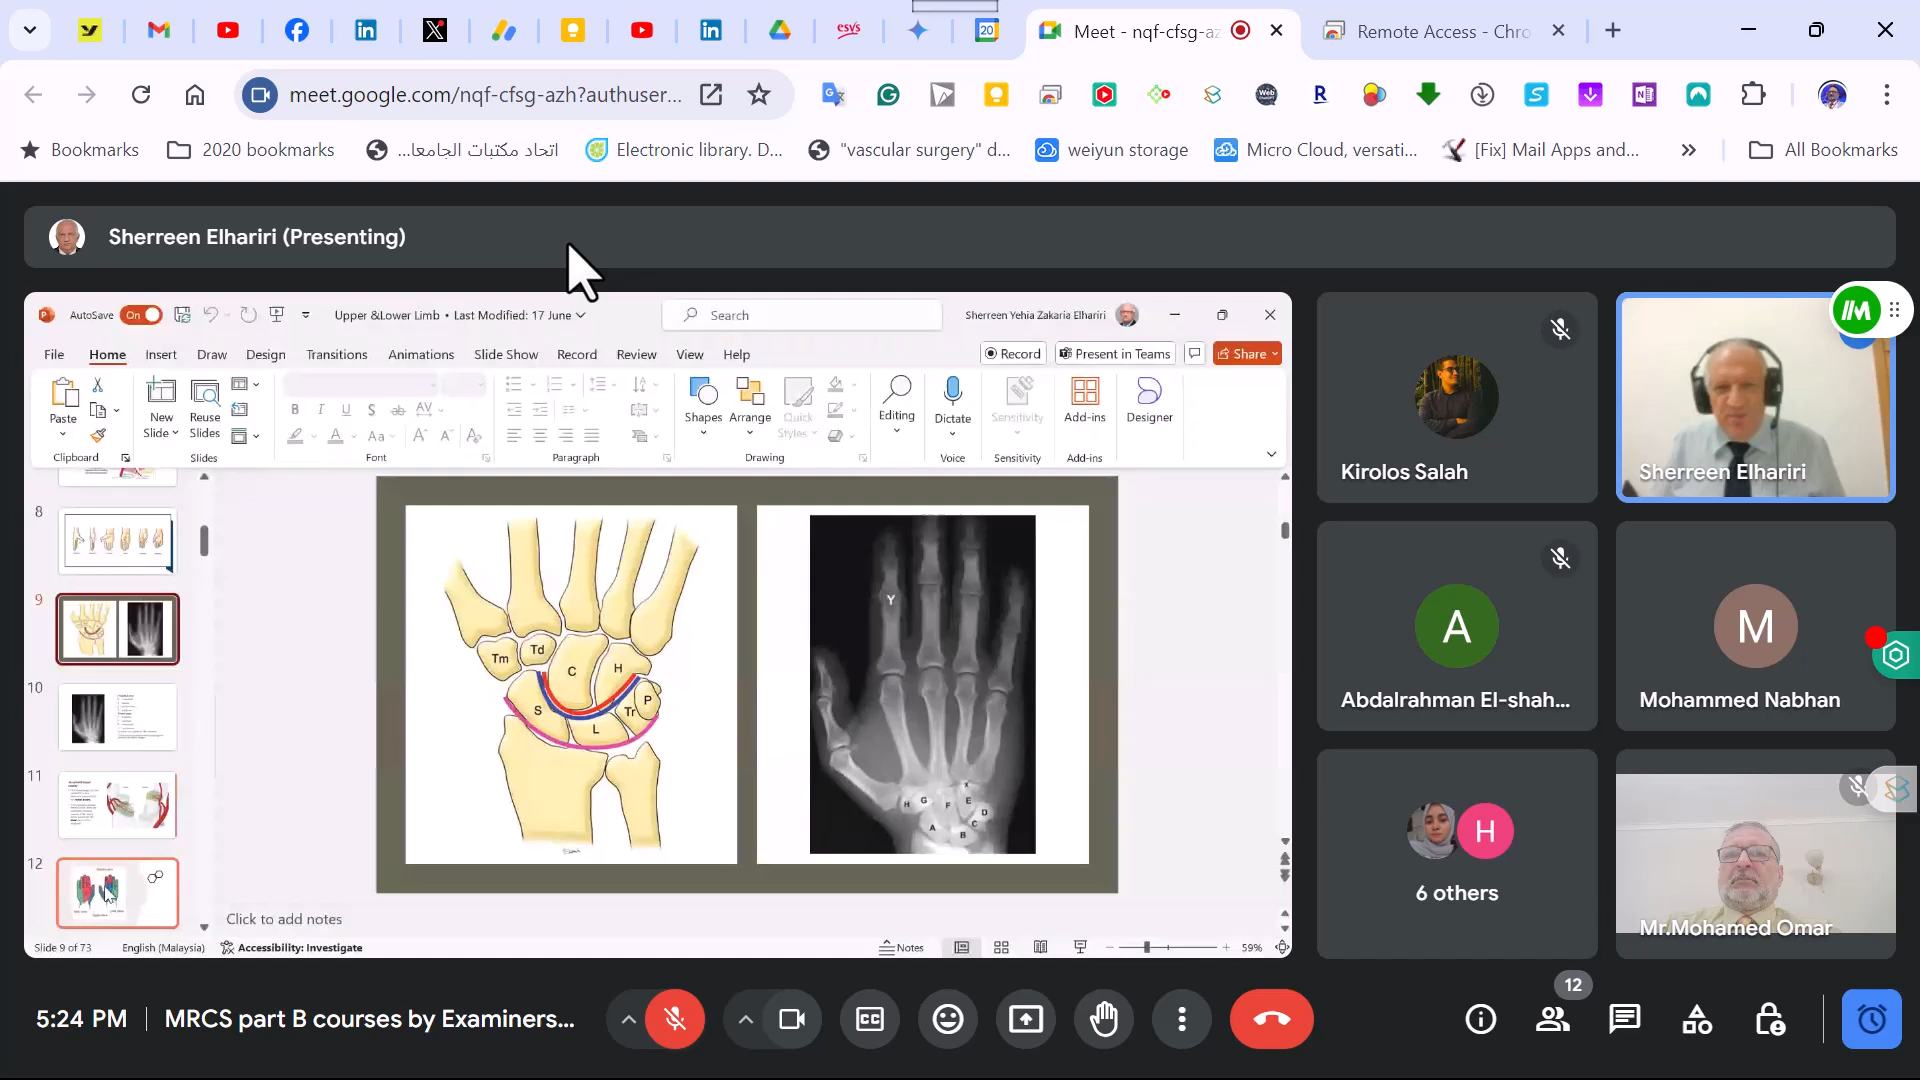 esvs
20
Meet - nqf-cfsg-az
Remote Access - Chro
meet.google.com/nqf-cfsg-azh?authuser...
Bookmarks
2020 bookmarks
اتحاد مكتبات الجامعا...
Electronic library. D...
"vascular surgery" d...
weiyun storage
Micro Cloud, versati...
[Fix] Mail Apps and...
All Bookmarks
Sherreen Elhariri (Presenting)
AutoSave
On
Upper &Lower Limb • Last Modified: 17 June
Search
Sherreen Yehia Zakaria Elhariri
File
Home
Insert
Draw
Design
Transitions
Animations
Slide Show
Record
Review
View
Help
Record
Present in Teams
Share
Paste
New
Slide
Reuse
Slides
Shapes
Arrange
Quick
Styles
Editing
Dictate
Sensitivity
Add-ins
Designer
Clipboard
Slides
Font
Paragraph
Drawing
Voice
Sensitivity
Add-ins
8
9
10
11
12
Tm
Td
C
H
S
L
Tr
P
Y
H
G
F
E
D
C
A
B
Click to add notes
Slide 9 of 73
English (Malaysia)
Accessibility: Investigate
Notes
59%
Kirolos Salah
Sherreen Elhariri
A
Abdalrahman El-shah...
M
Mohammed Nabhan
H
6 others
Mr.Mohamed Omar
5:24 PM
MRCS part B courses by Examiners...
CC
12